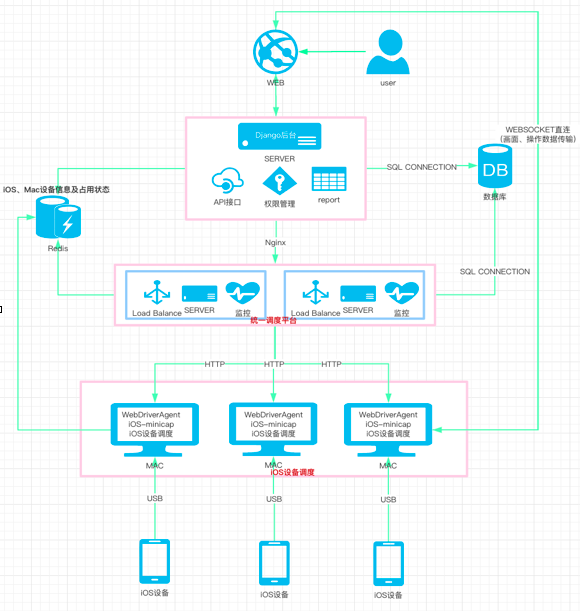 WEB
user
WEBSOCKET直连
(画面、操作数据传输)
Django后台
SERVER
API接口
权限管理
report
SQL CONNECTION
DB
数据库
iOS、Mac设备信息及占用状态
Redis
Nginx
SQL CONNECTION
Load Balance
SERVER
监控
Load Balance
SERVER
监控
统一调度平台
HTTP
HTTP
HTTP
WebDriverAgent
iOS-minicap
iOS设备调度
WebDriverAgent
iOS-minicap
iOS设备调度
WebDriverAgent
iOS-minicap
iOS设备调度
MAC
MAC
MAC
iOS设备调度
USB
USB
USB
iOS设备
iOS设备
iOS设备